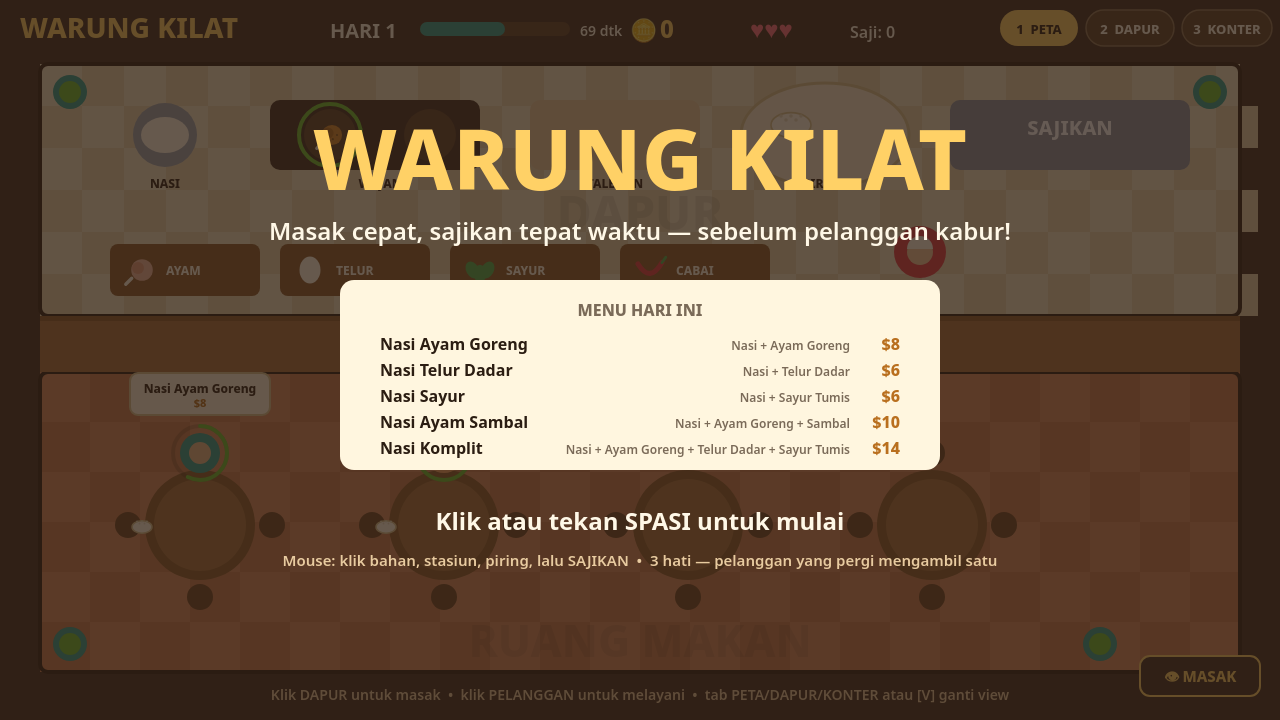 WARUNG KILAT
HARI 1
69 dtk
0
Saji: 0
1 PETA
2 DAPUR
3 KONTER
SAJIKAN
WARUNG KILAT
NASI
DAPUR
Masak cepat, sajikan tepat waktu — sebelum pelanggan kabur!
AYAM
TELUR
SAYUR
CABAI
MENU HARI INI
Nasi Ayam Goreng Nasi + Ayam Goreng $8
Nasi Telur Dadar Nasi + Telur Dadar $6
Nasi Sayur Nasi + Sayur Tumis $6
Nasi Ayam Sambal Nasi + Ayam Goreng + Sambal $10
Nasi Komplit Nasi + Ayam Goreng + Telur Dadar + Sayur Tumis $14
Nasi Ayam Goreng
$8
Klik atau tekan SPASI untuk mulai
Mouse: klik bahan, stasiun, piring, lalu SAJIKAN • 3 hati — pelanggan yang pergi mengambil satu
RUANG MAKAN
MASAK
Klik DAPUR untuk masak • klik PELANGGAN untuk melayani • tab PETA/DAPUR/KONTER atau [V] ganti view